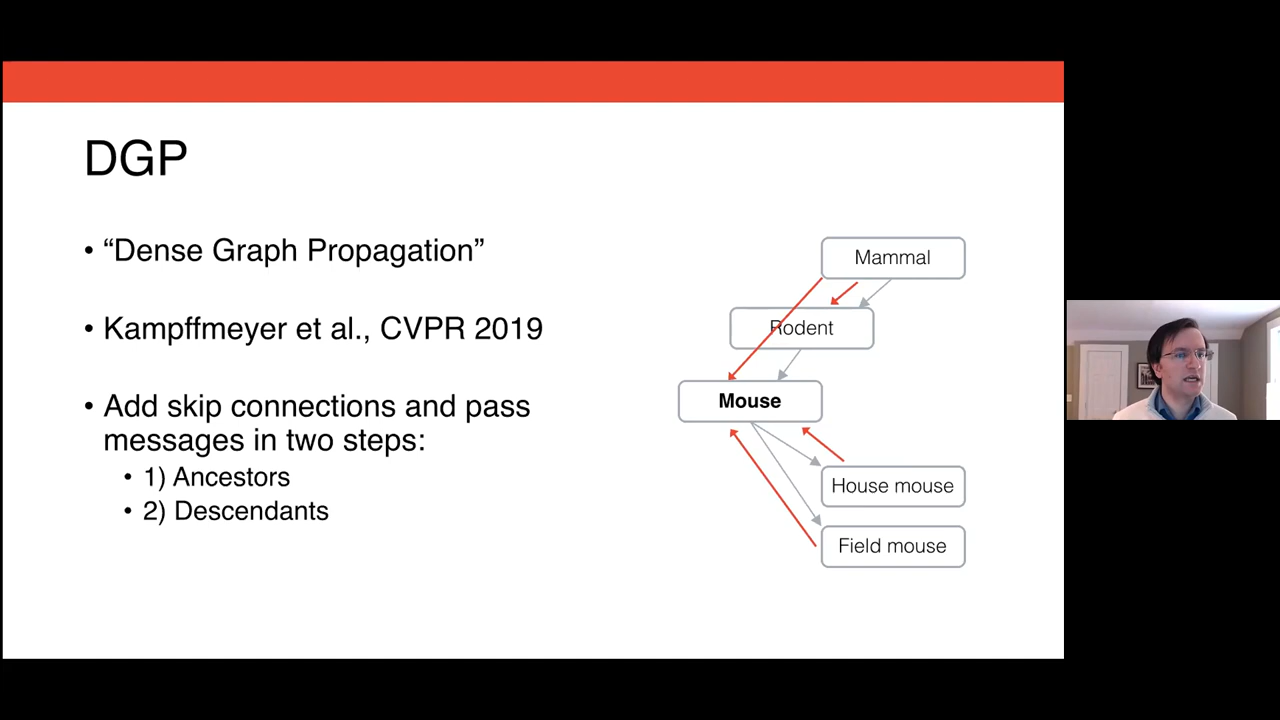 DGP
• “Dense Graph Propagation”
• Kampffmeyer et al., CVPR 2019
• Add skip connections and pass
messages in two steps:
• 1) Ancestors
• 2) Descendants
Mammal
Rodent
Mouse
House mouse
Field mouse